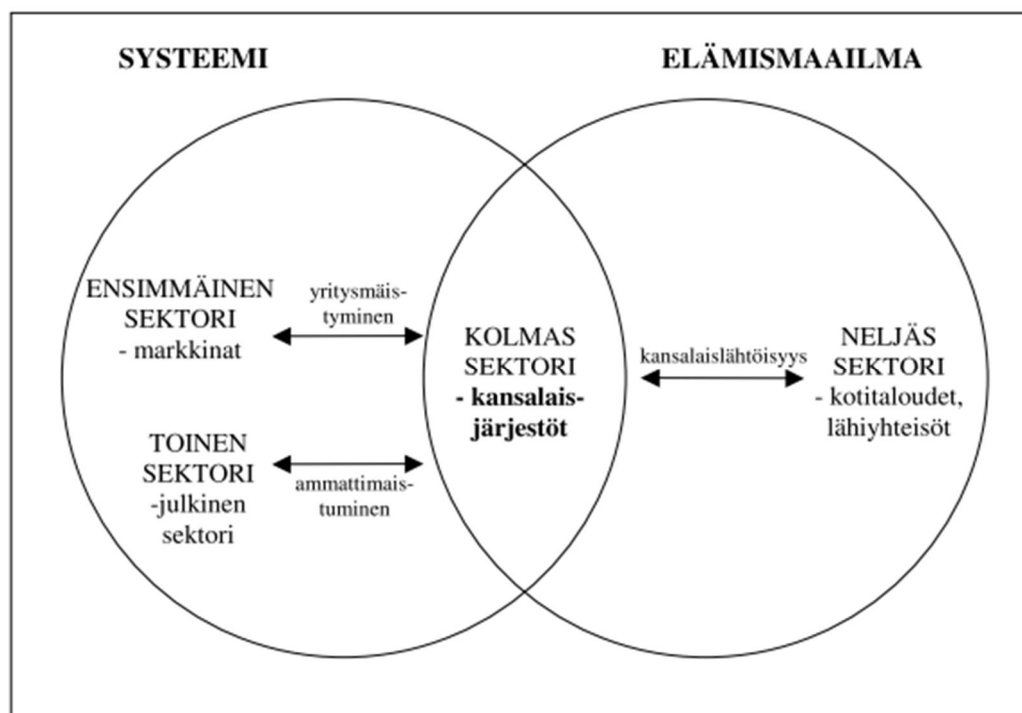 SYSTEEMI
ELÄMISMAAILMA
ENSIMMÄINEN
SEKTORI
- markkinat
yritysmäis-
tyminen
TOINEN
SEKTORI
-julkinen
sektori
ammattimais-
tuminen
KOLMAS
SEKTORI
- kansalais-
järjestöt
kansalaislähtöisyys
NELJÄS
SEKTORI
- kotitaloudet,
lähiyhteisöt